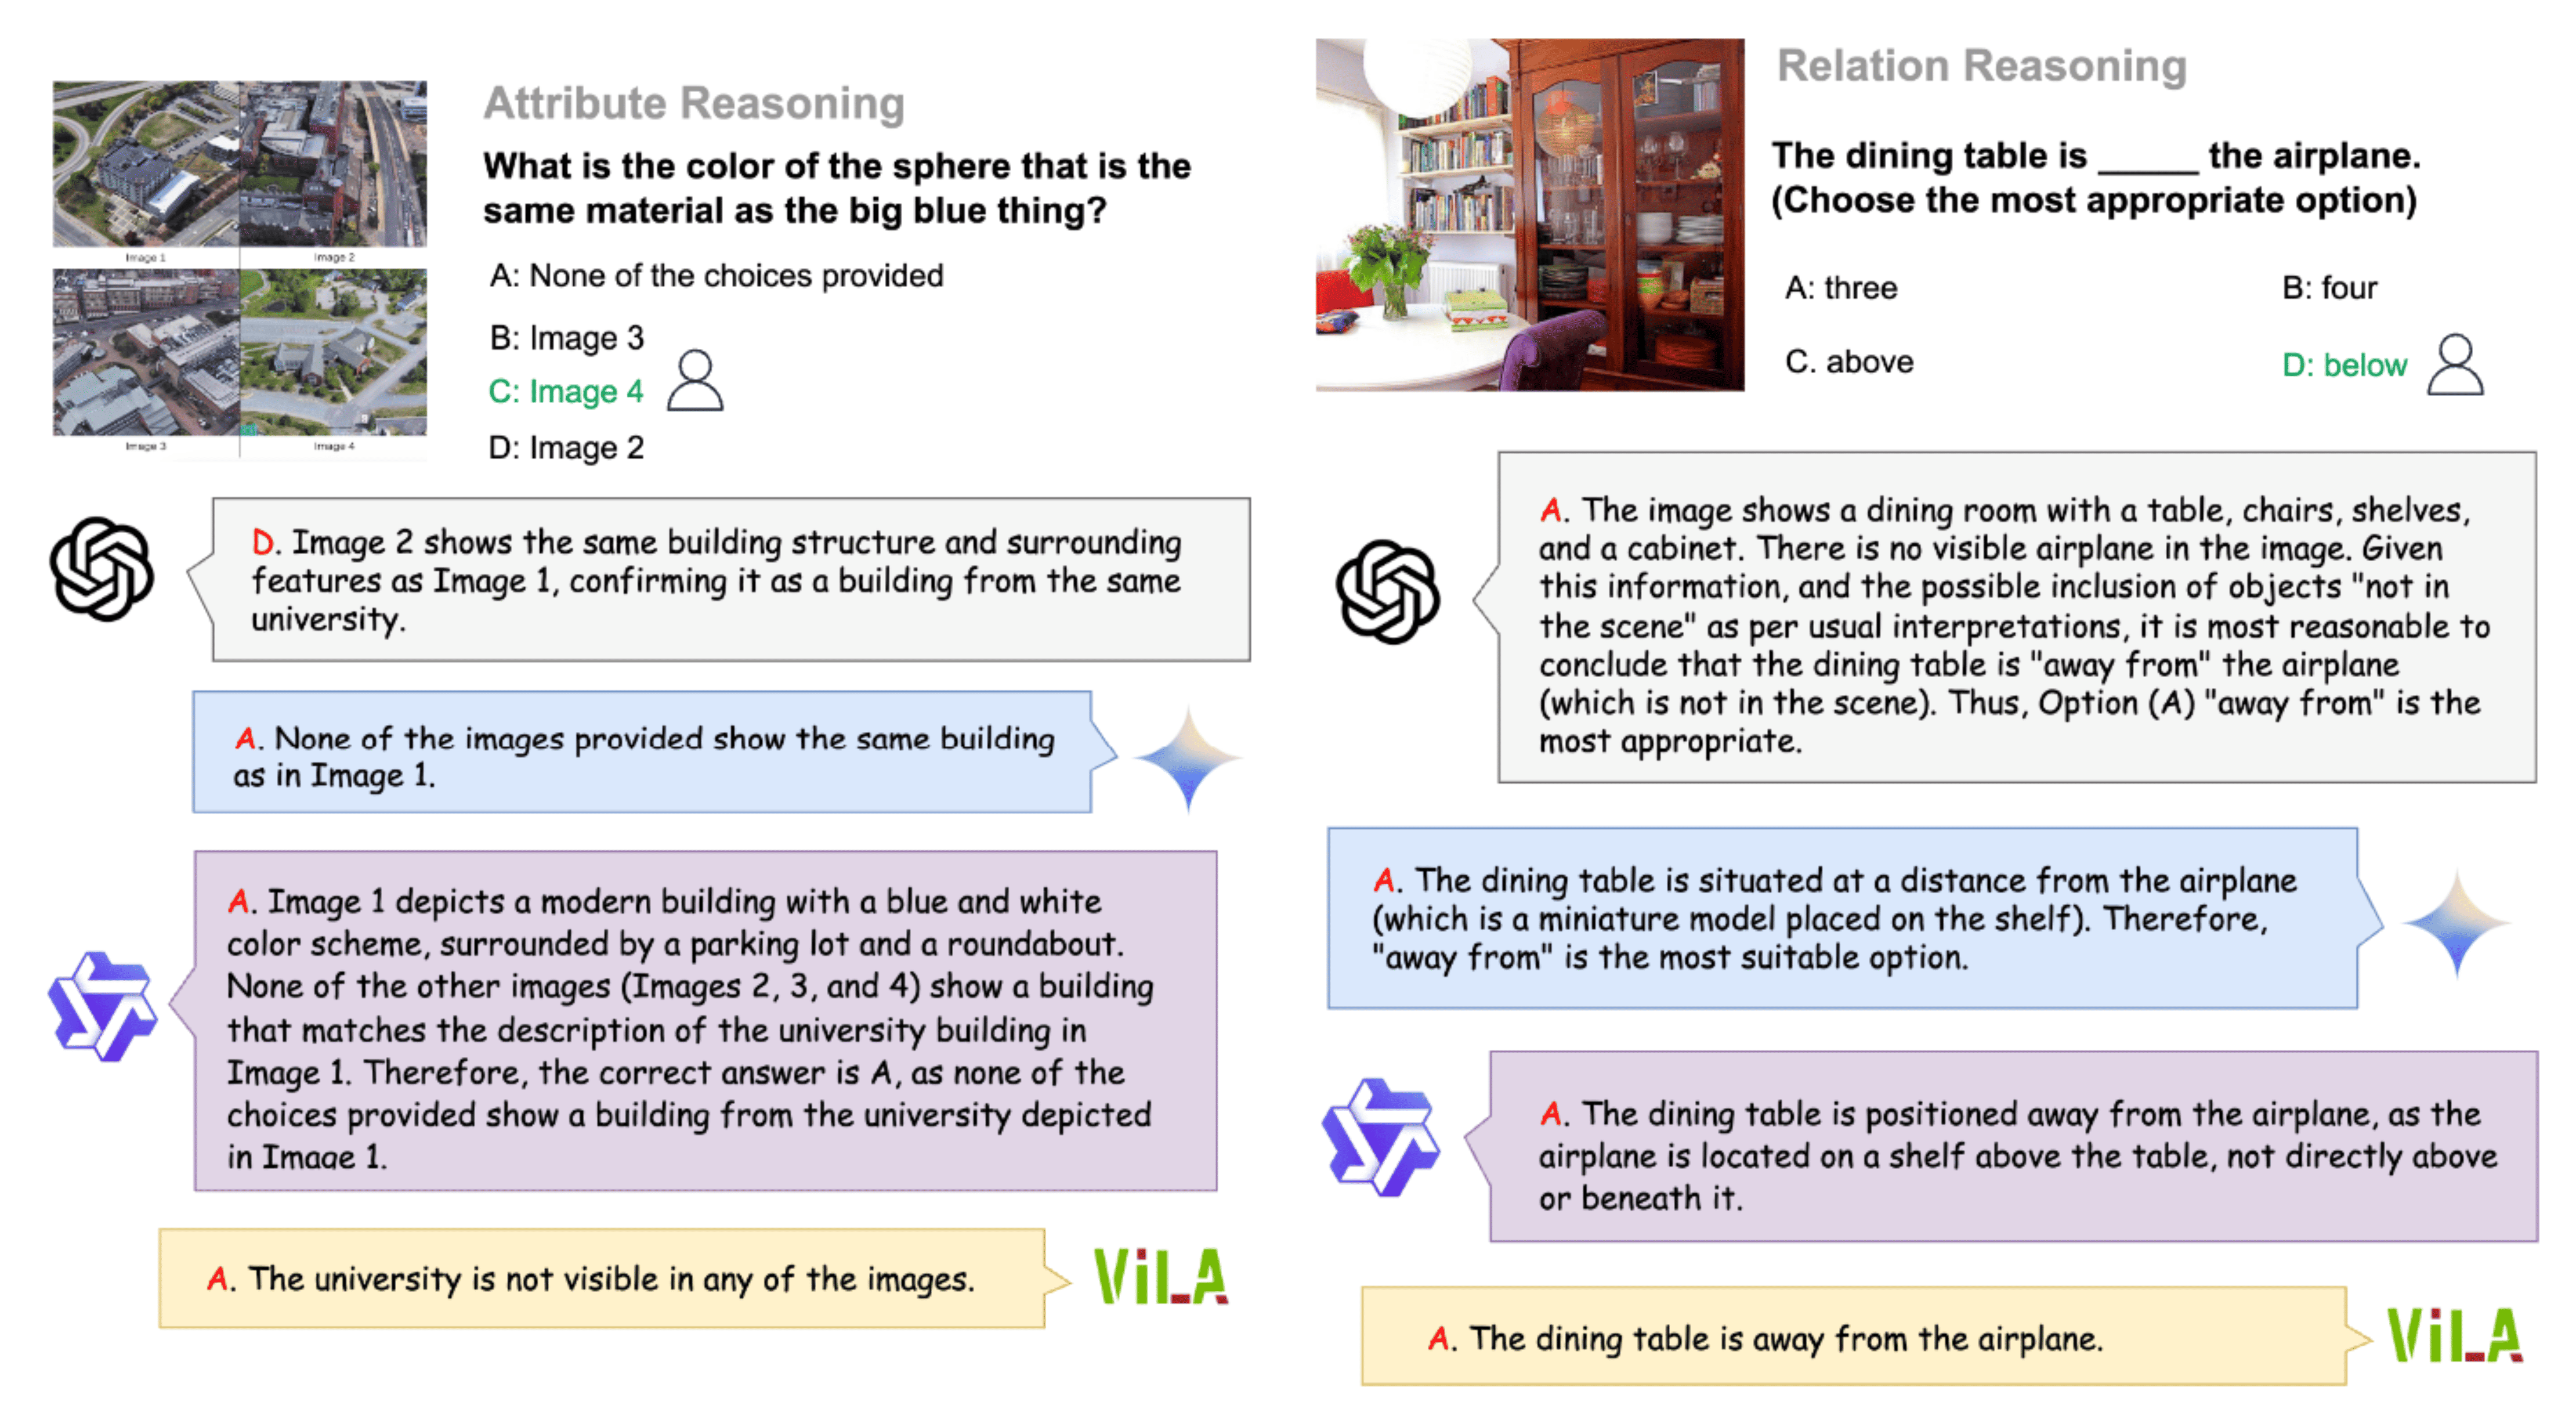 Attribute Reasoning
What is the color of the sphere that is the
same material as the big blue thing?
A: None of the choices provided
B: Image 3
C: Image 4
D: Image 2
Image 1
Image 2
Image 3
Image 4
D. Image 2 shows the same building structure and surrounding
features as Image 1, confirming it as a building from the same
university.
A. None of the images provided show the same building
as in Image 1.
A. Image 1 depicts a modern building with a blue and white
color scheme, surrounded by a parking lot and a roundabout.
None of the other images (Images 2, 3, and 4) show a building
that matches the description of the university building in
Image 1. Therefore, the correct answer is A, as none of the
choices provided show a building from the university depicted
in Image 1.
A. The university is not visible in any of the images.
ViLA
Relation Reasoning
The dining table is _____ the airplane.
(Choose the most appropriate option)
A: three
B: four
C. above
D: below
A. The image shows a dining room with a table, chairs, shelves,
and a cabinet. There is no visible airplane in the image. Given
this information, and the possible inclusion of objects "not in
the scene" as per usual interpretations, it is most reasonable to
conclude that the dining table is "away from" the airplane
(which is not in the scene). Thus, Option (A) "away from" is the
most appropriate.
A. The dining table is situated at a distance from the airplane
(which is a miniature model placed on the shelf). Therefore,
"away from" is the most suitable option.
A. The dining table is positioned away from the airplane, as the
airplane is located on a shelf above the table, not directly above
or beneath it.
A. The dining table is away from the airplane.
ViLA